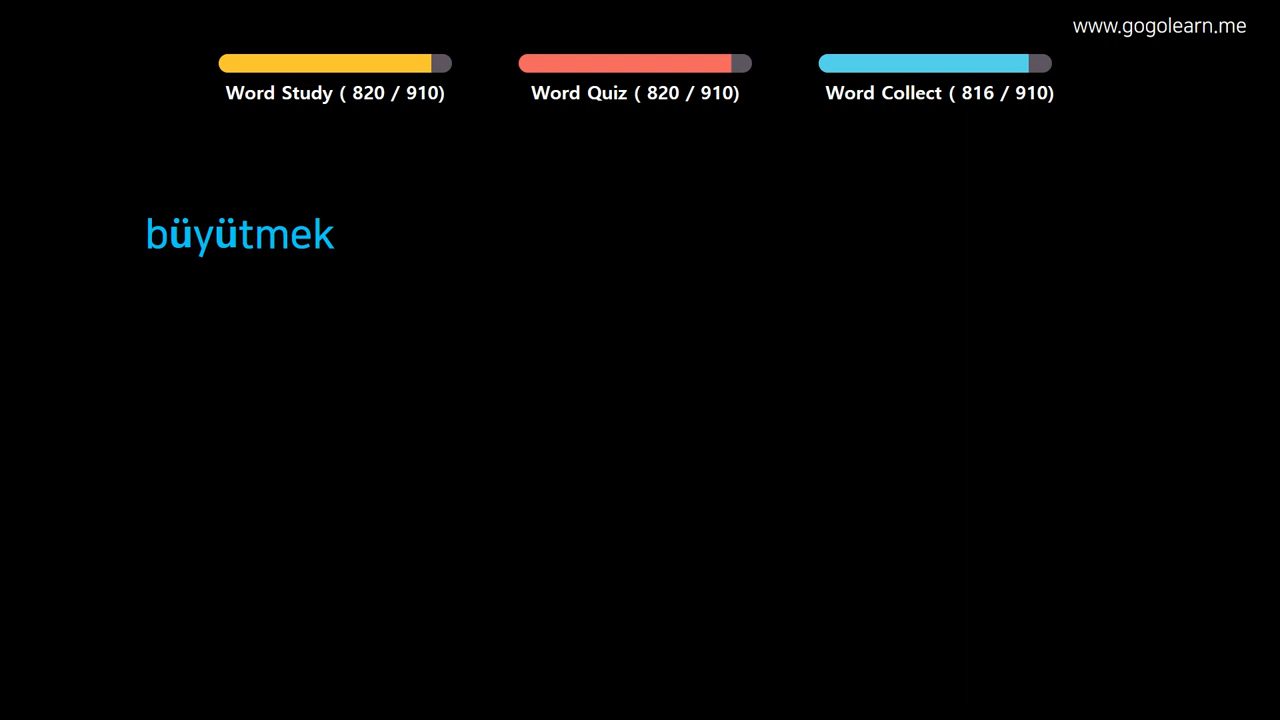 www.gogolearn.me
Word Study ( 820 / 910)
Word Quiz ( 820 / 910)
Word Collect ( 816 / 910)
büyütmek